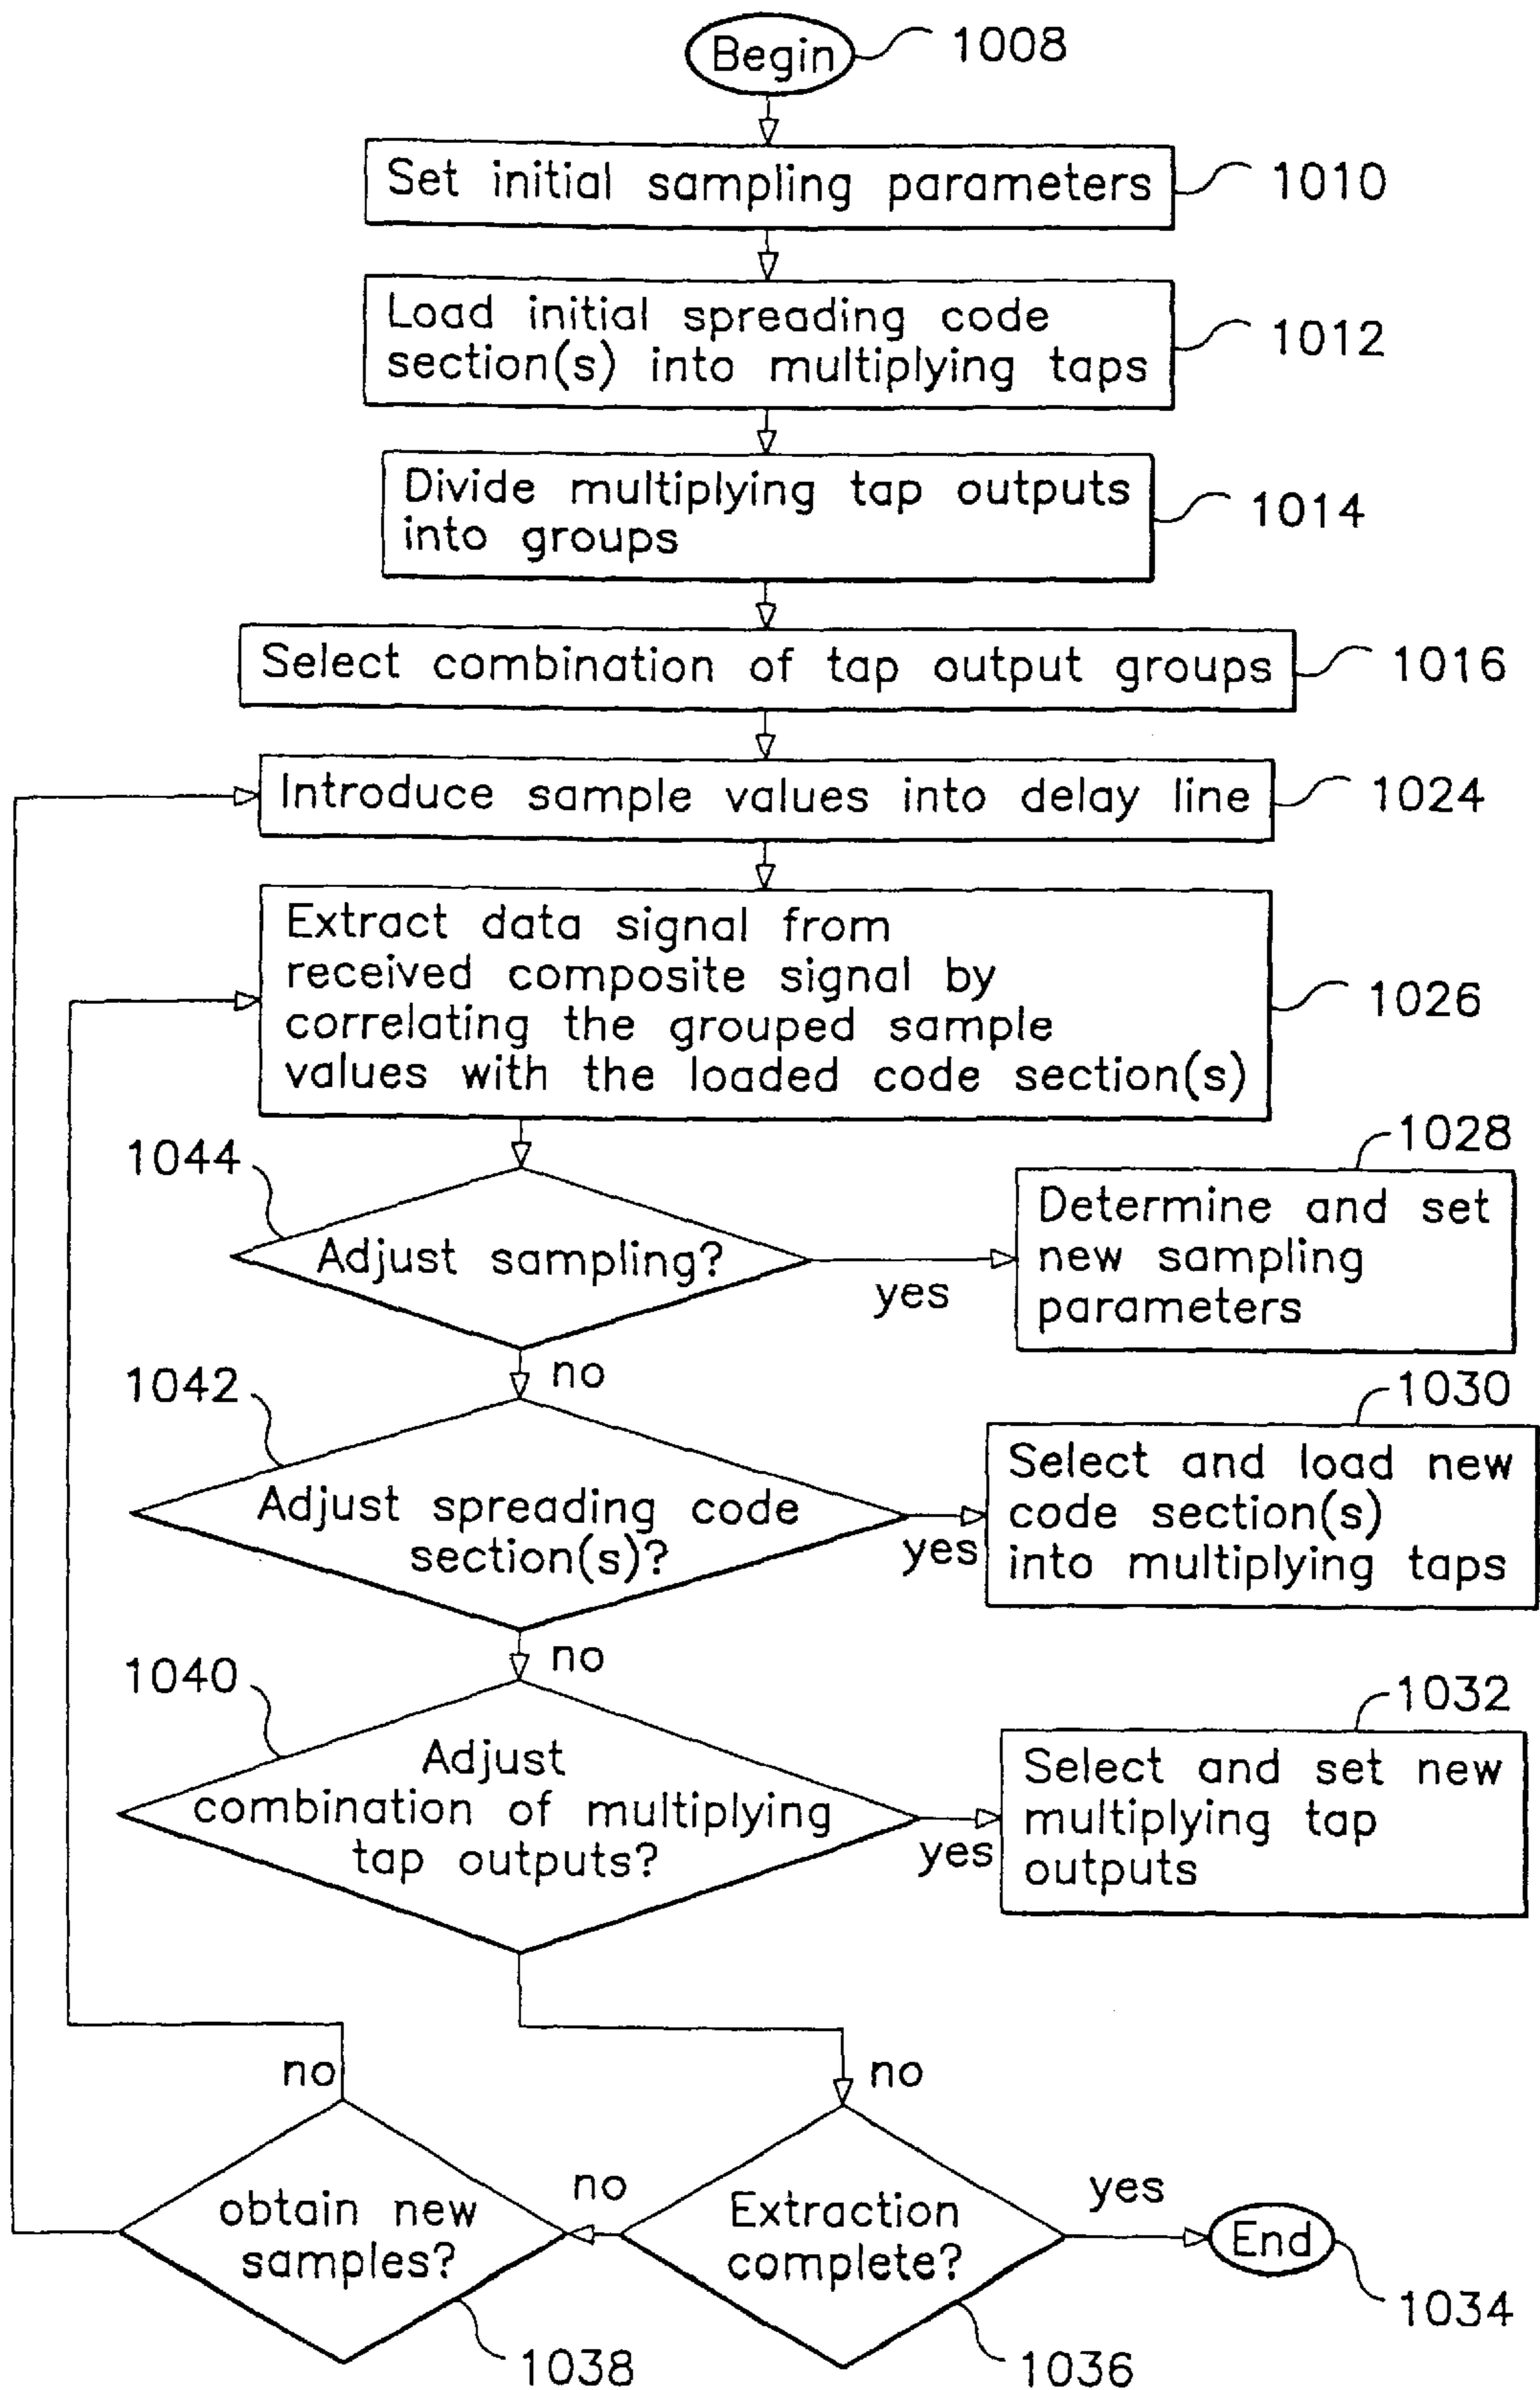 Begin
1008
Set initial sampling parameters
1010
Load initial spreading code
section(s) into multiplying taps
1012
Divide multiplying tap outputs
into groups
1014
Select combination of tap output groups
1016
Introduce sample values into delay line
1024
Extract data signal from
received composite signal by
correlating the grouped sample
values with the loaded code section(s)
1026
1044
Adjust sampling?
yes
1028
Determine and set
new sampling
parameters
no
1042
Adjust spreading code
section(s)?
yes
1030
Select and load new
code section(s)
into multiplying taps
no
1040
Adjust
combination of multiplying
tap outputs?
yes
1032
Select and set new
multiplying tap
outputs
no
no
obtain new
samples?
1038
no
Extraction
complete?
1036
yes
End
1034